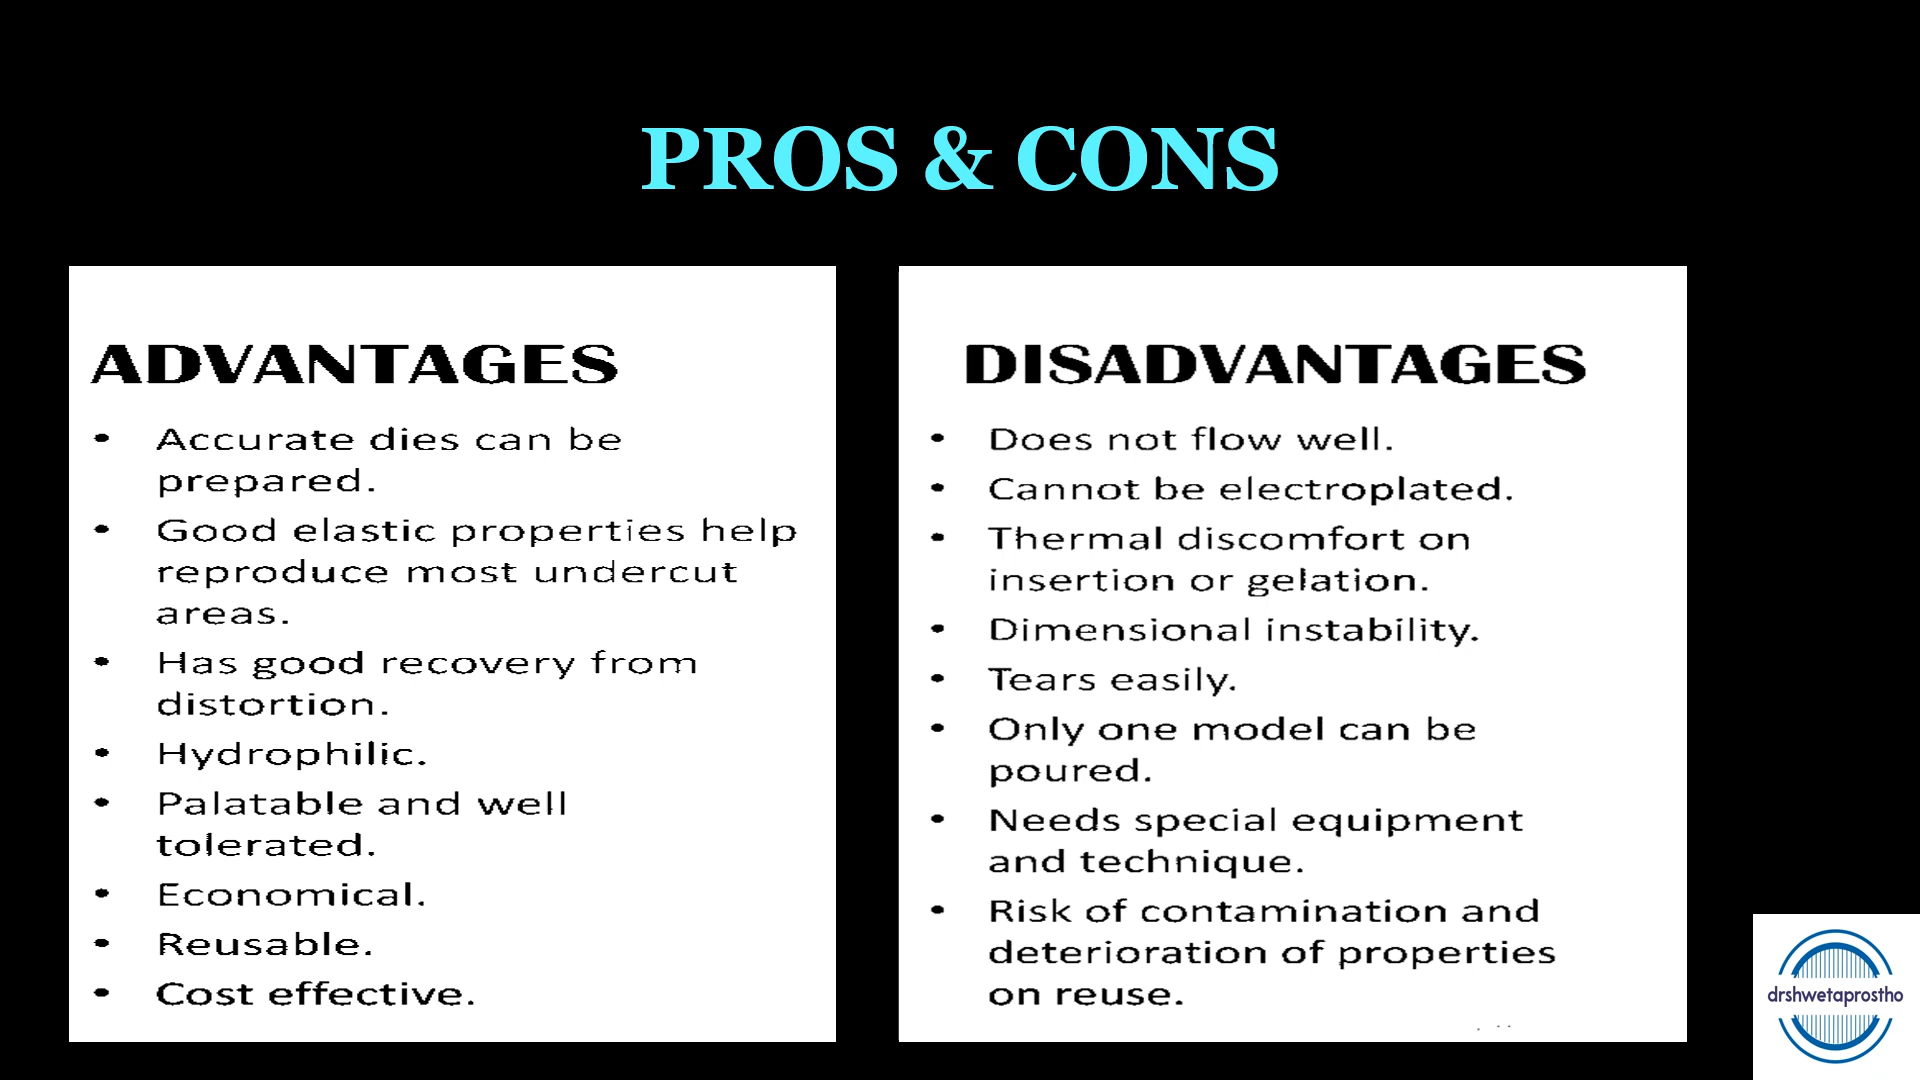 PROS & CONS
ADVANTAGES
• Accurate dies can be
prepared.
• Good elastic properties help
reproduce most undercut
areas.
• Has good recovery from
distortion.
• Hydrophilic.
• Palatable and well
tolerated.
• Economical.
• Reusable.
• Cost effective.
DISADVANTAGES
• Does not flow well.
• Cannot be electroplated.
• Thermal discomfort on
insertion or gelation.
• Dimensional instability.
• Tears easily.
• Only one model can be
poured.
• Needs special equipment
and technique.
• Risk of contamination and
deterioration of properties
on reuse.
drshwetaprostho